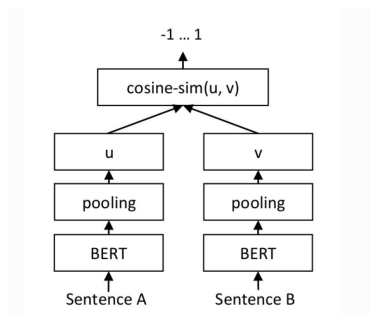 -1 … 1
cosine-sim(u, v)
u v
pooling pooling
BERT BERT
Sentence A Sentence B